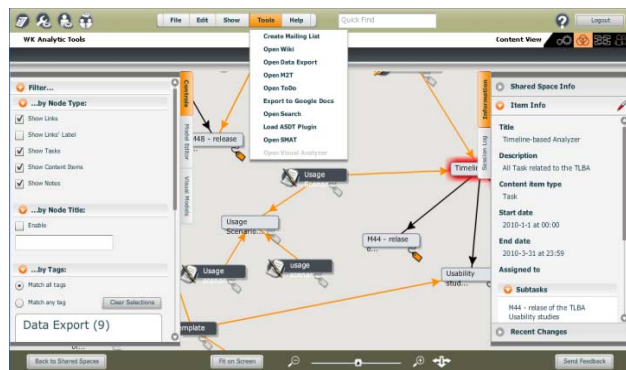 File Edit Show Tools Help
Quick Find
Logout
WK Analytic Tools
Content View
Create Mailing List
Open Wiki
Open Data Export
Open M2T
Open ToDo
Export to Google Docs
Open Search
Load ASDT Plugin
Open SMAT
Open Visual Analyzer
Filter...
...by Node Type:
Show Links
Show Links' Label
Show Tasks
Show Content Items
Show Notes
...by Node Title:
Enable
...by Tags:
Match all tags
Match any tag
Clear Selections
Data Export (9)
Controls
Model Editor
Visual Models
M48 - release
Usage
Usage
Scenario...
Usage
usage
M44 - relase
o...
Timelin
Usability
stud...
mplate
Information
Session Log
Shared Space Info
Item Info
Title
Timeline-based Analyzer
Description
All Task related to the TLBA
Content item type
Task
Start date
2010-1-1 at 00:00
End date
2010-3-31 at 23:59
Assigned to
Subtasks
M44 - relase of the TLBA
Usability studies
Recent Changes
Back to Shared Spaces
Fit on Screen
Send Feedback